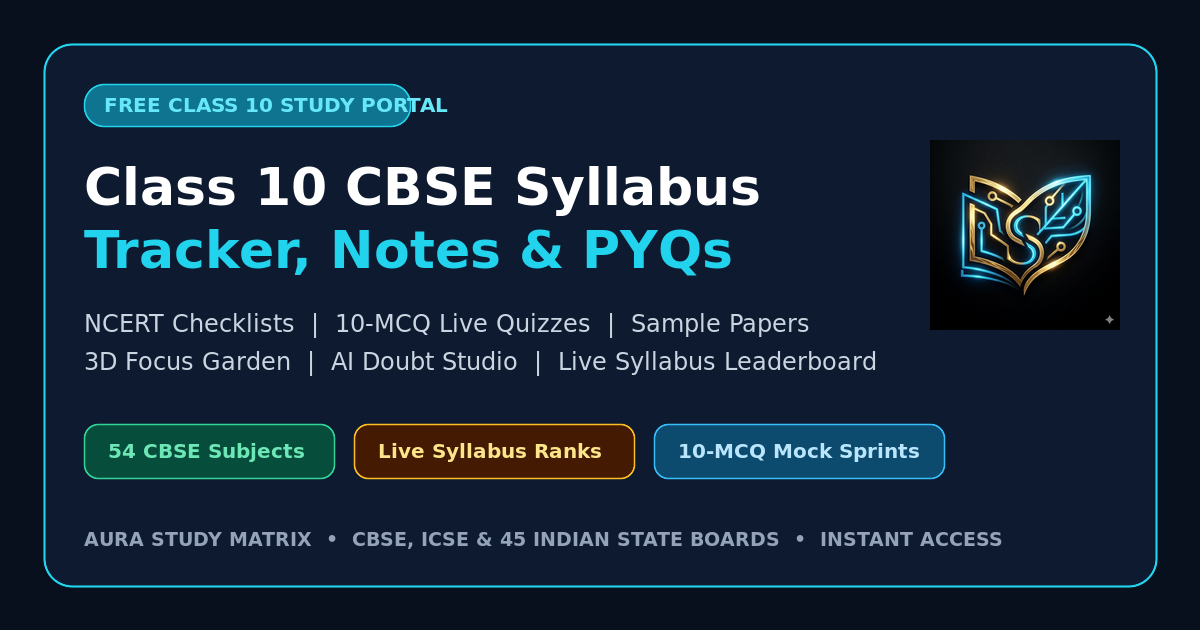 FREE CLASS 10 STUDY PORTAL
Class 10 CBSE Syllabus
Tracker, Notes & PYQs
NCERT Checklists | 10-MCQ Live Quizzes | Sample Papers
3D Focus Garden | AI Doubt Studio | Live Syllabus Leaderboard
54 CBSE Subjects
Live Syllabus Ranks
10-MCQ Mock Sprints
AURA STUDY MATRIX • CBSE, ICSE & 45 INDIAN STATE BOARDS • INSTANT ACCESS